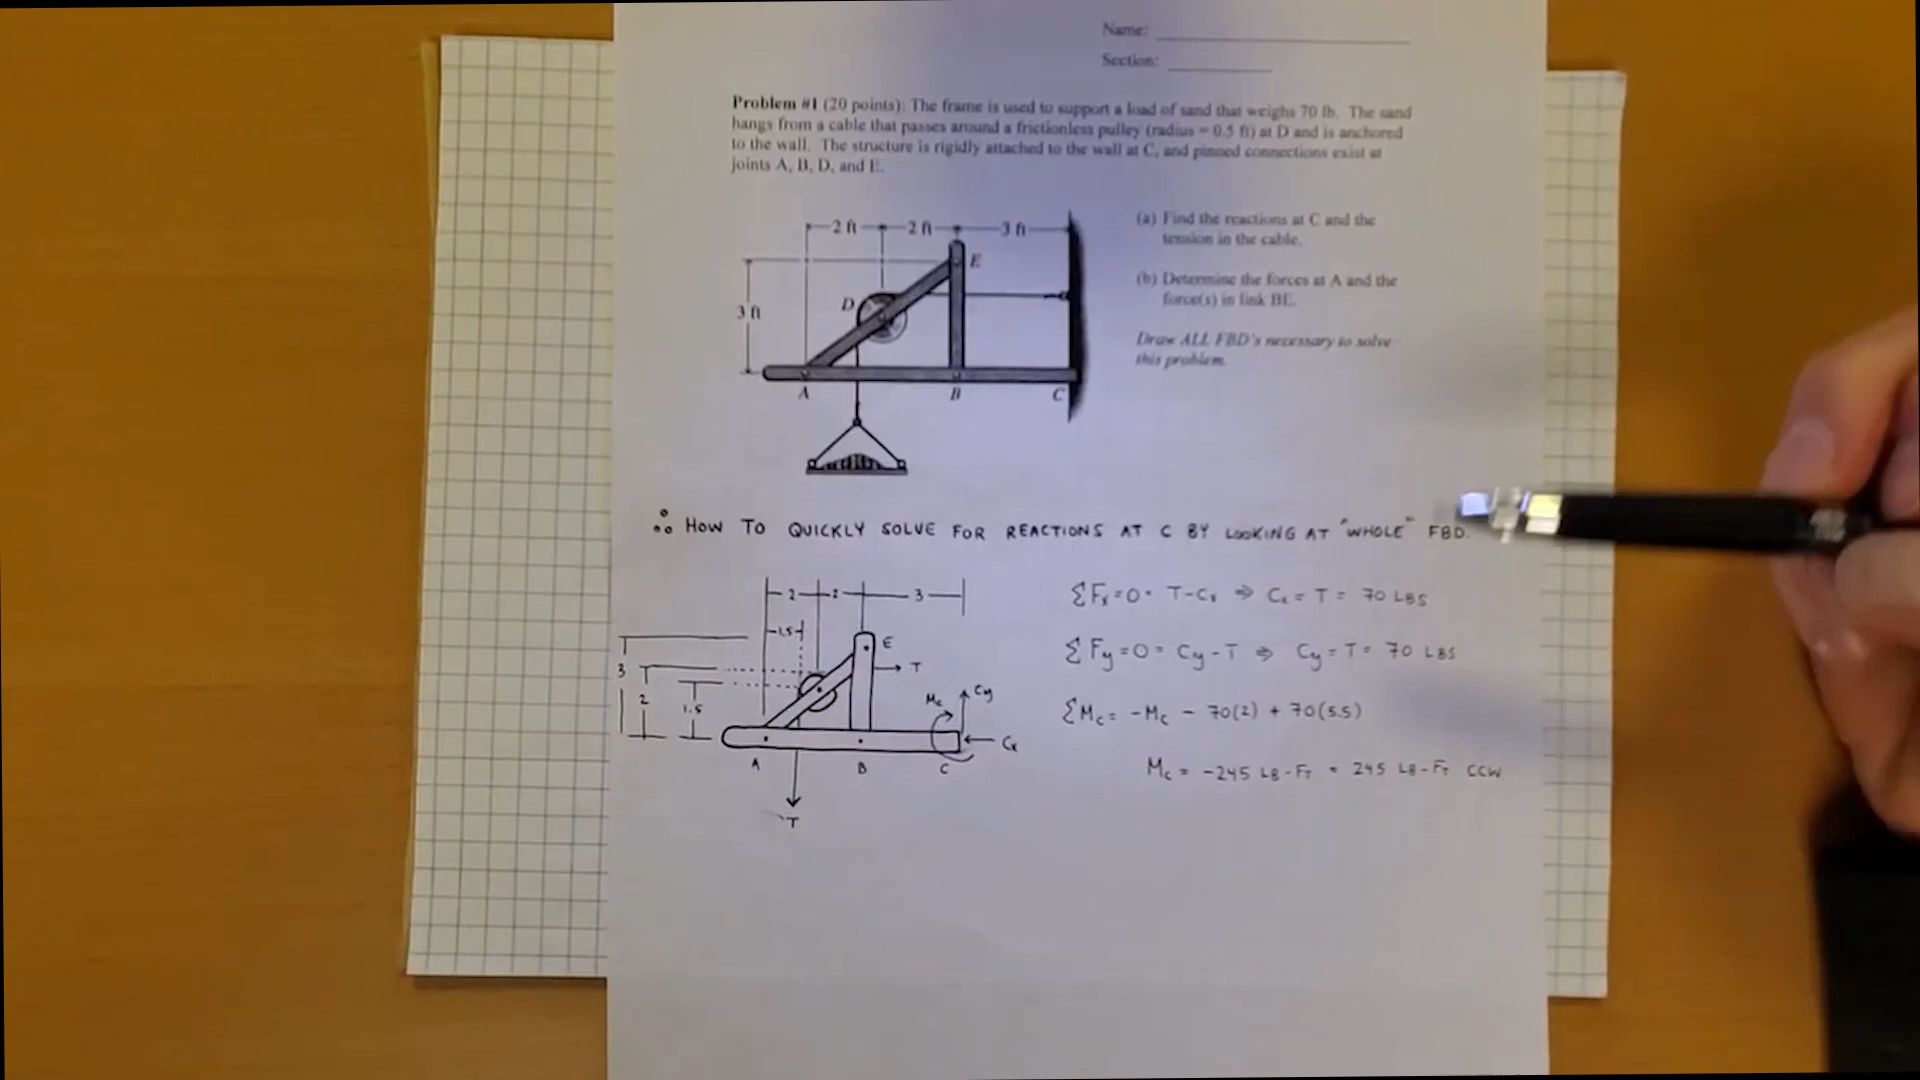 Name:
Section:
Problem #1 (20 points): The frame is used to support a load of sand that weighs 70 lb. The sand
hangs from a cable that passes around a frictionless pulley (radius = 0.5 ft) at D and is anchored
to the wall. The structure is rigidly attached to the wall at C, and pinned connections exist at
joints A, B, D, and E.
2 ft 2 ft 3 ft
E
D
3 ft
A B C
(a) Find the reactions at C and the
tension in the cable.
(b) Determine the forces at A and the
force(s) in link BE.
Draw ALL FBD's necessary to solve
this problem.
∴ HOW TO QUICKLY SOLVE FOR REACTIONS AT C BY LOOKING AT "WHOLE" FBD.
2 2 3
1.5
E
T
3
2
1.5
Mc Cy
Cx
A B C
T
ΣFx=0= T-Cx ⇒ Cx = T = 70 LBS
ΣFy=0= Cy-T ⇒ Cy=T= 70 LBS
ΣMc= -Mc - 70(2) + 70(5.5)
Mc = -245 LB-FT = 245 LB-FT CCW